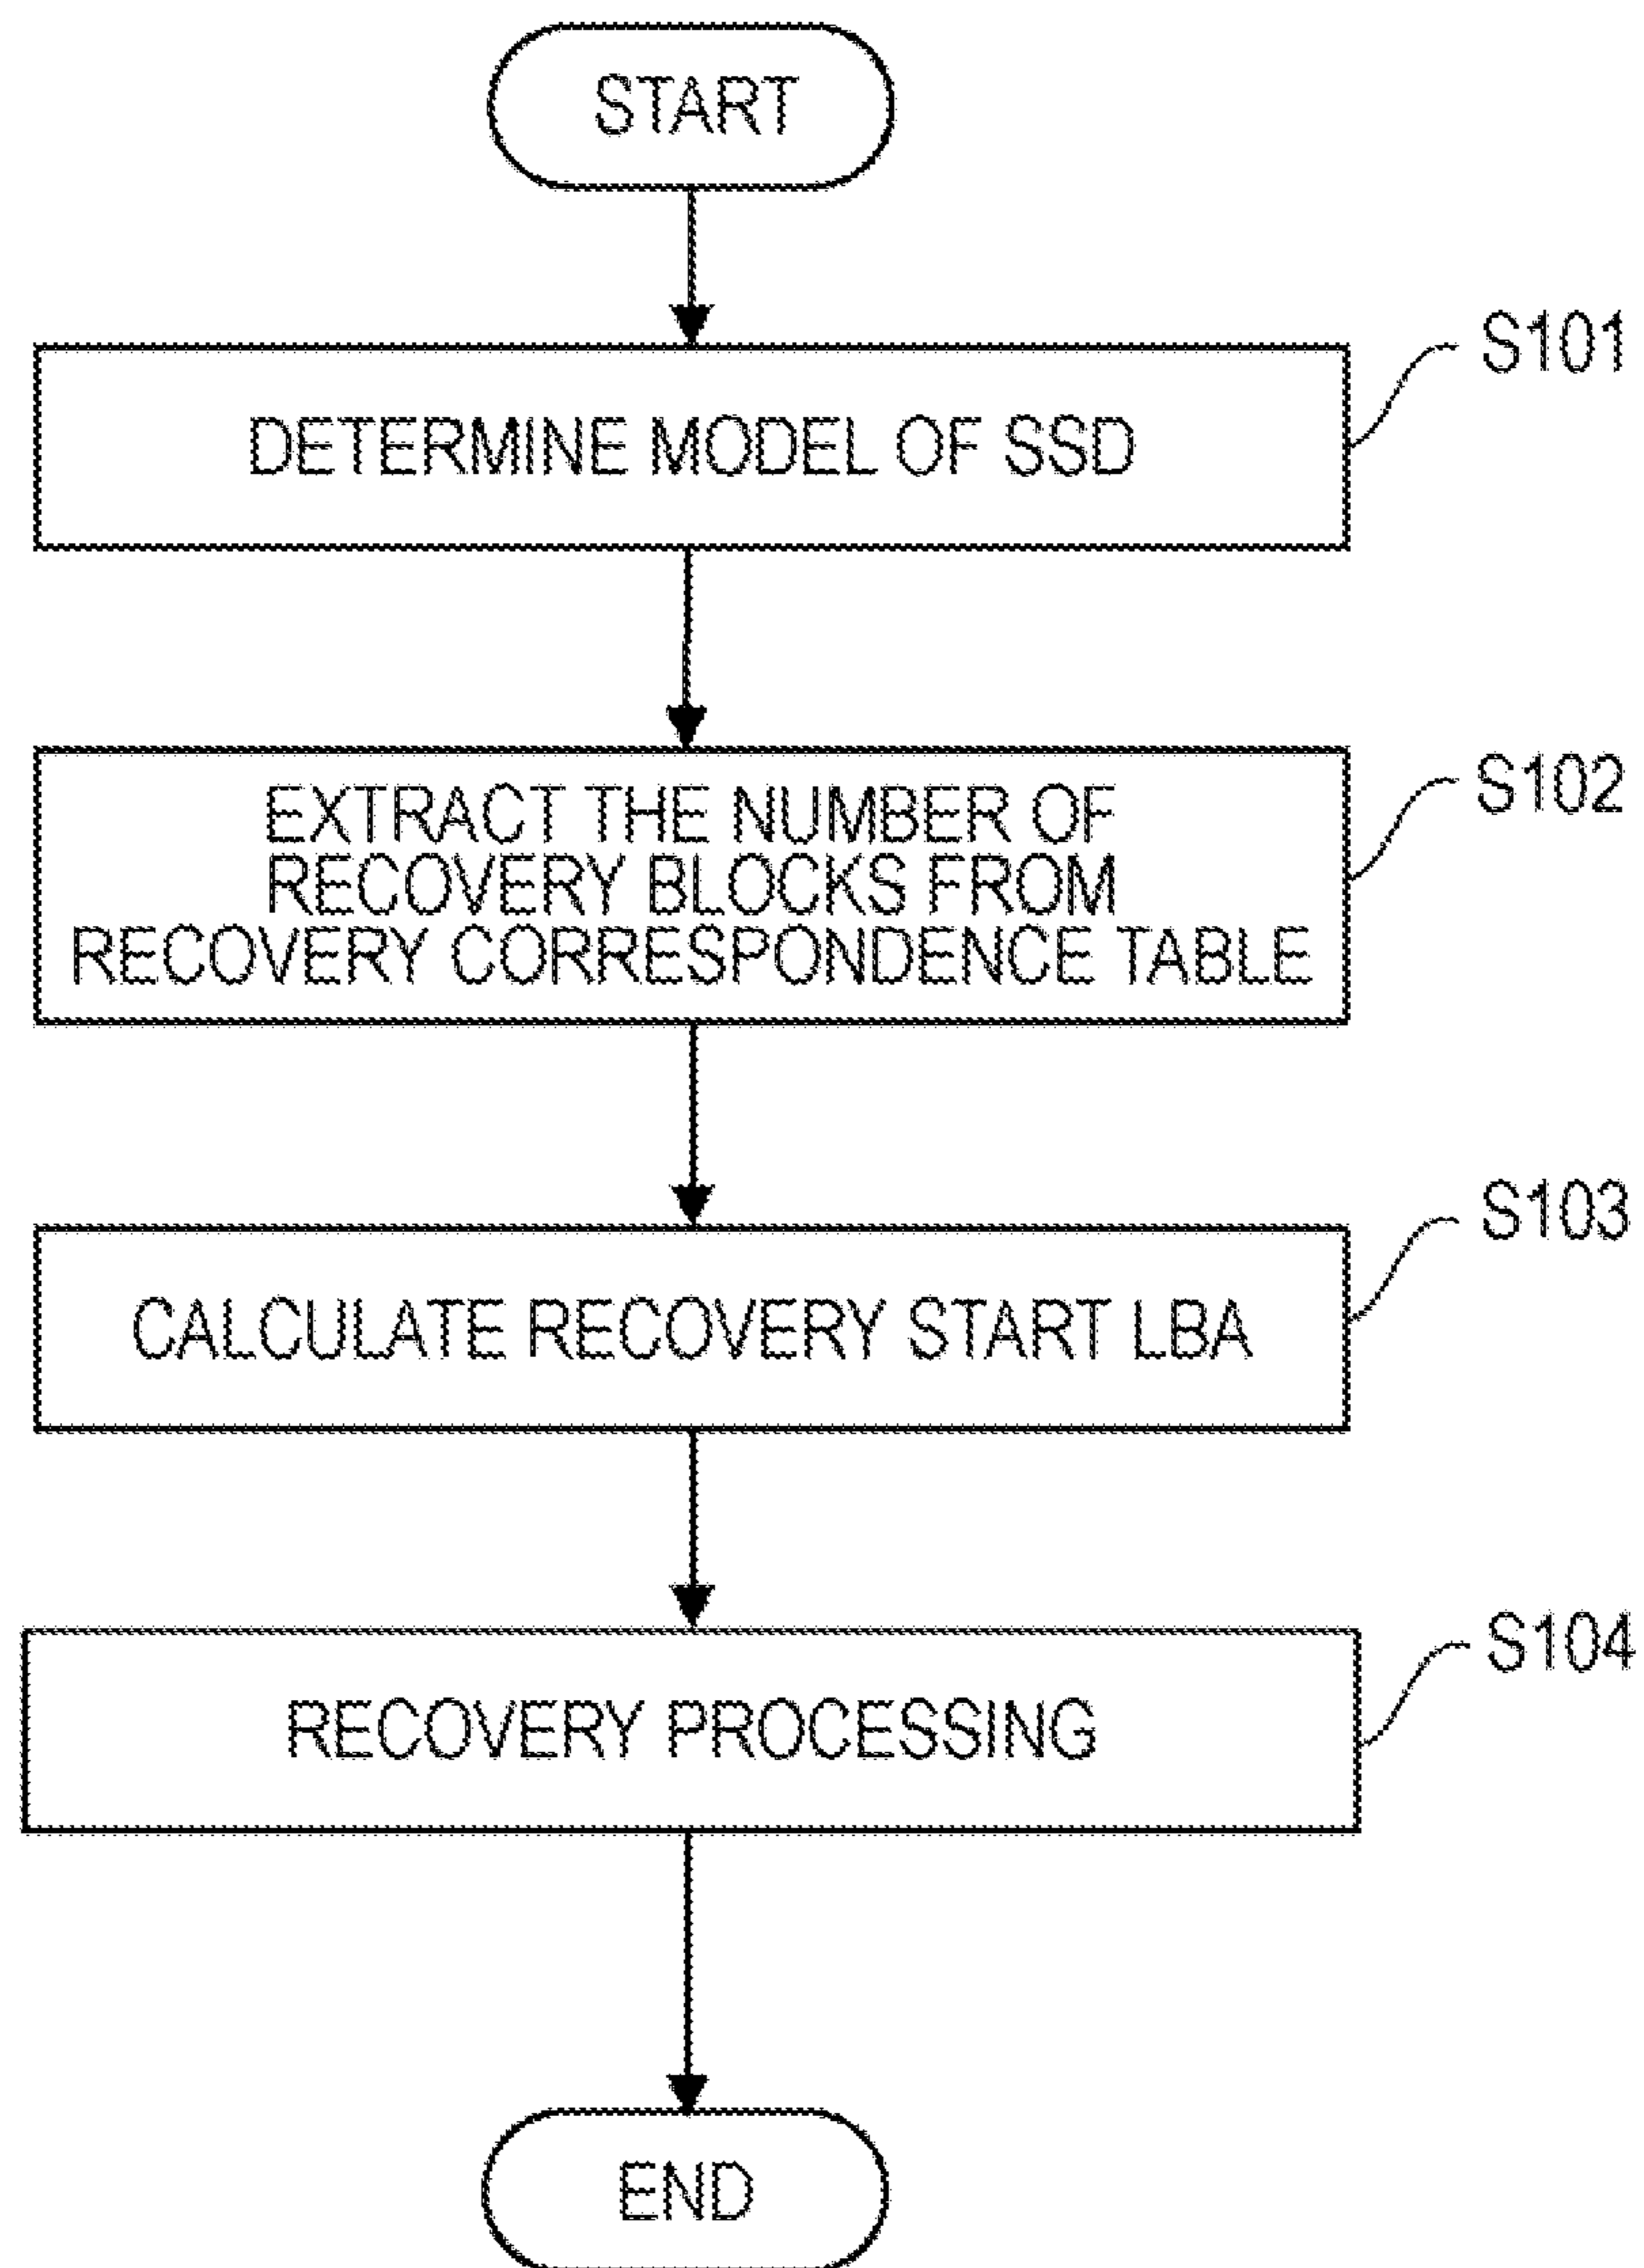 START
S101
DETERMINE MODEL OF SSD
S102
EXTRACT THE NUMBER OF
RECOVERY BLOCKS FROM
RECOVERY CORRESPONDENCE TABLE
S103
CALCULATE RECOVERY START LBA
S104
RECOVERY PROCESSING
END